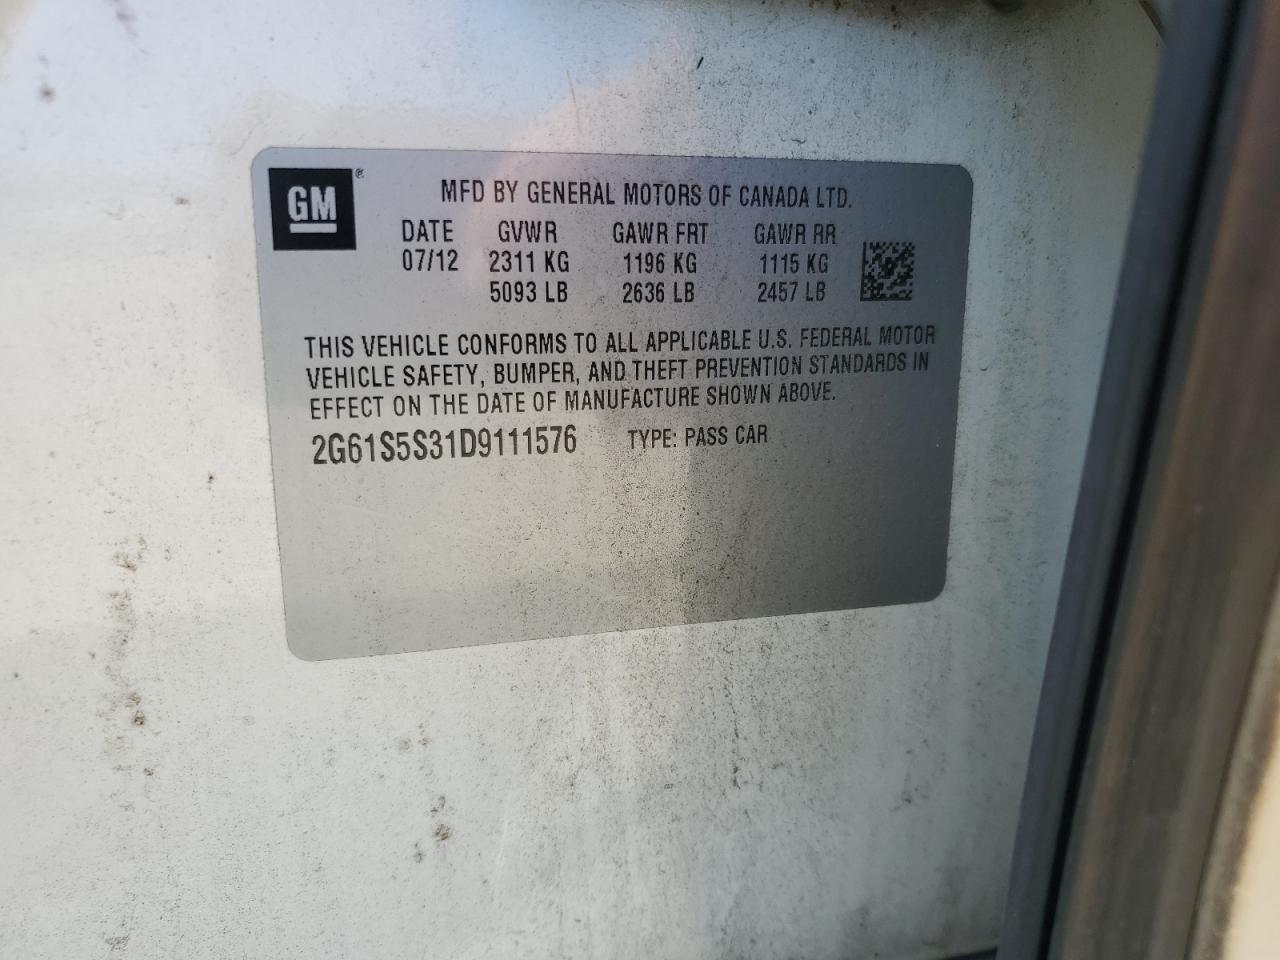 GM ®
MFD BY GENERAL MOTORS OF CANADA LTD.
DATE GVWR GAWR FRT GAWR RR
07/12 2311 KG 1196 KG 1115 KG
5093 LB 2636 LB 2457 LB
THIS VEHICLE CONFORMS TO ALL APPLICABLE U.S. FEDERAL MOTOR
VEHICLE SAFETY, BUMPER, AND THEFT PREVENTION STANDARDS IN
EFFECT ON THE DATE OF MANUFACTURE SHOWN ABOVE.
2G61S5S31D9111576 TYPE: PASS CAR